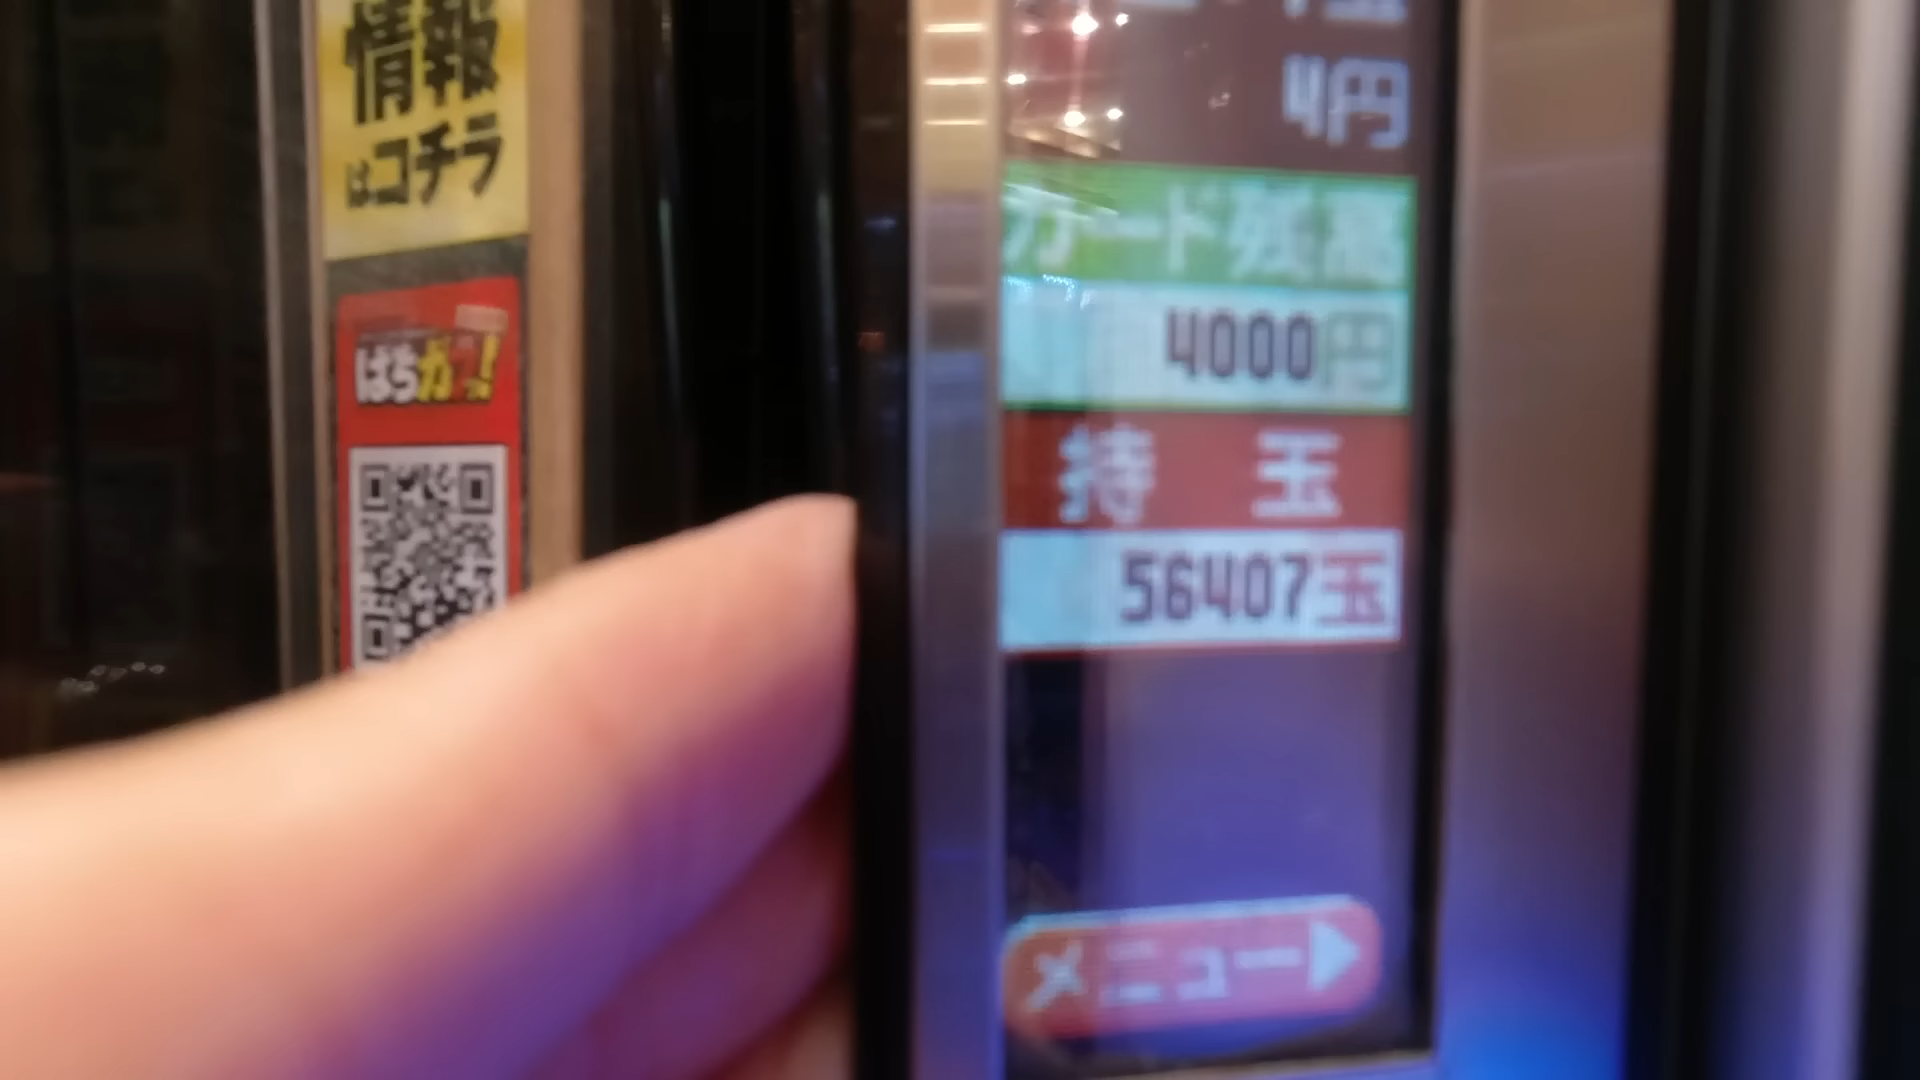 情報
はコチラ
ぱちガブッ!
4円
カード残高
4000円
持 玉
56407玉
メニュー▶